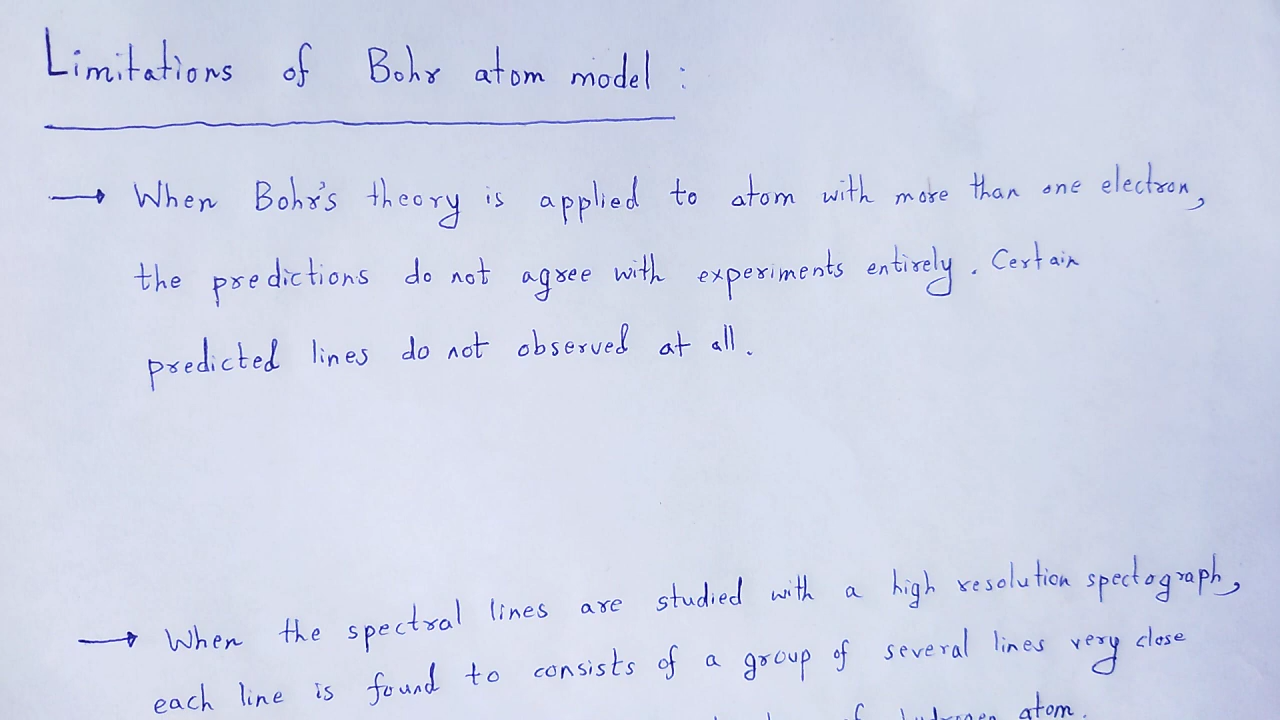 Limitations of Bohr atom model :
→ When Bohr's theory is applied to atom with more than one electron,
the predictions do not agree with experiments entirely. Certain
predicted lines do not observed at all.
→ When the spectral lines are studied with a high resolution spectograph,
each line is found to consists of a group of several lines very close
of hydrogen atom.